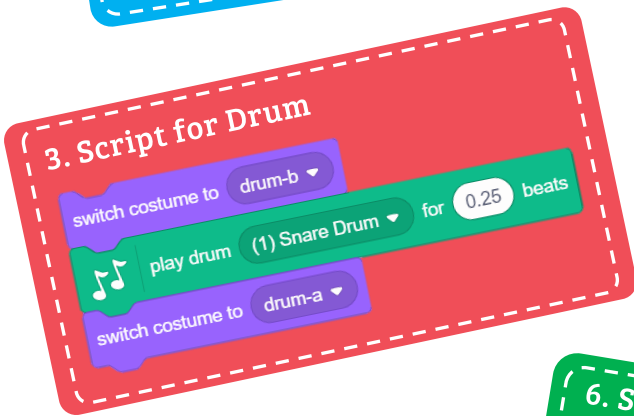 3. Script for Drum
switch costume to drum-b
play drum (1) Snare Drum for 0.25 beats
switch costume to drum-a
6. S